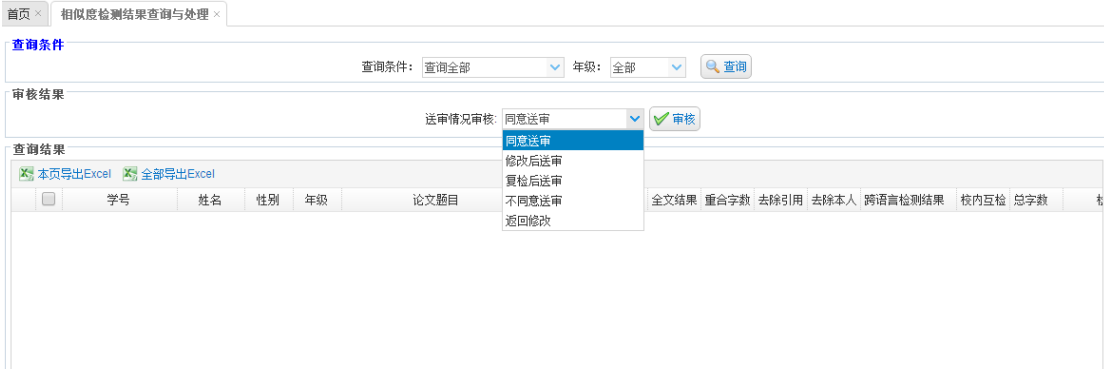 首页 × 相似度检测结果查询与处理 ×
查询条件
查询条件： 查询全部 年级： 全部 查询
审核结果
送审情况审核: 同意送审 审核
同意送审
修改后送审
复检后送审
不同意送审
返回修改
查询结果
本页导出Excel 全部导出Excel
学号 姓名 性别 年级 论文题目 全文结果 重合字数 去除引用 去除本人 跨语言检测结果 校内互检 总字数